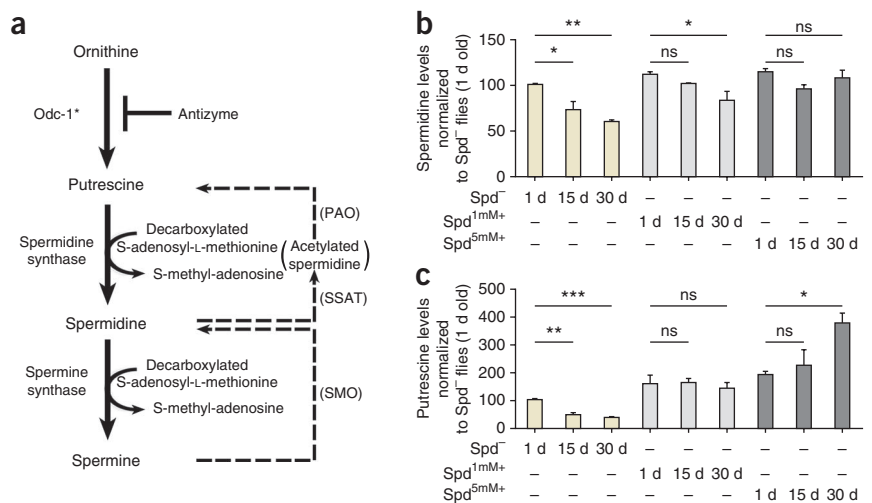 a
Ornithine
Odc-1*
Antizyme
Putrescine
(PAO)
Spermidine
synthase
Decarboxylated
S-adenosyl-L-methionine
S-methyl-adenosine
(Acetylated
spermidine)
(SSAT)
Spermidine
Spermine
synthase
Decarboxylated
S-adenosyl-L-methionine
S-methyl-adenosine
(SMO)
Spermine
b
Spermidine levels
normalized
to Spd– flies (1 d old)
150
100
50
0
**
*
*
ns
ns
ns
Spd– 1 d 15 d 30 d – – – – – –
Spd1mM+ – – – 1 d 15 d 30 d – – –
Spd5mM+ – – – – – – 1 d 15 d 30 d
c
Putrescine levels
normalized
to Spd– flies (1 d old)
500
400
300
200
100
0
***
**
ns
ns
*
ns
Spd– 1 d 15 d 30 d – – – – – –
Spd1mM+ – – – 1 d 15 d 30 d – – –
Spd5mM+ – – – – – – 1 d 15 d 30 d